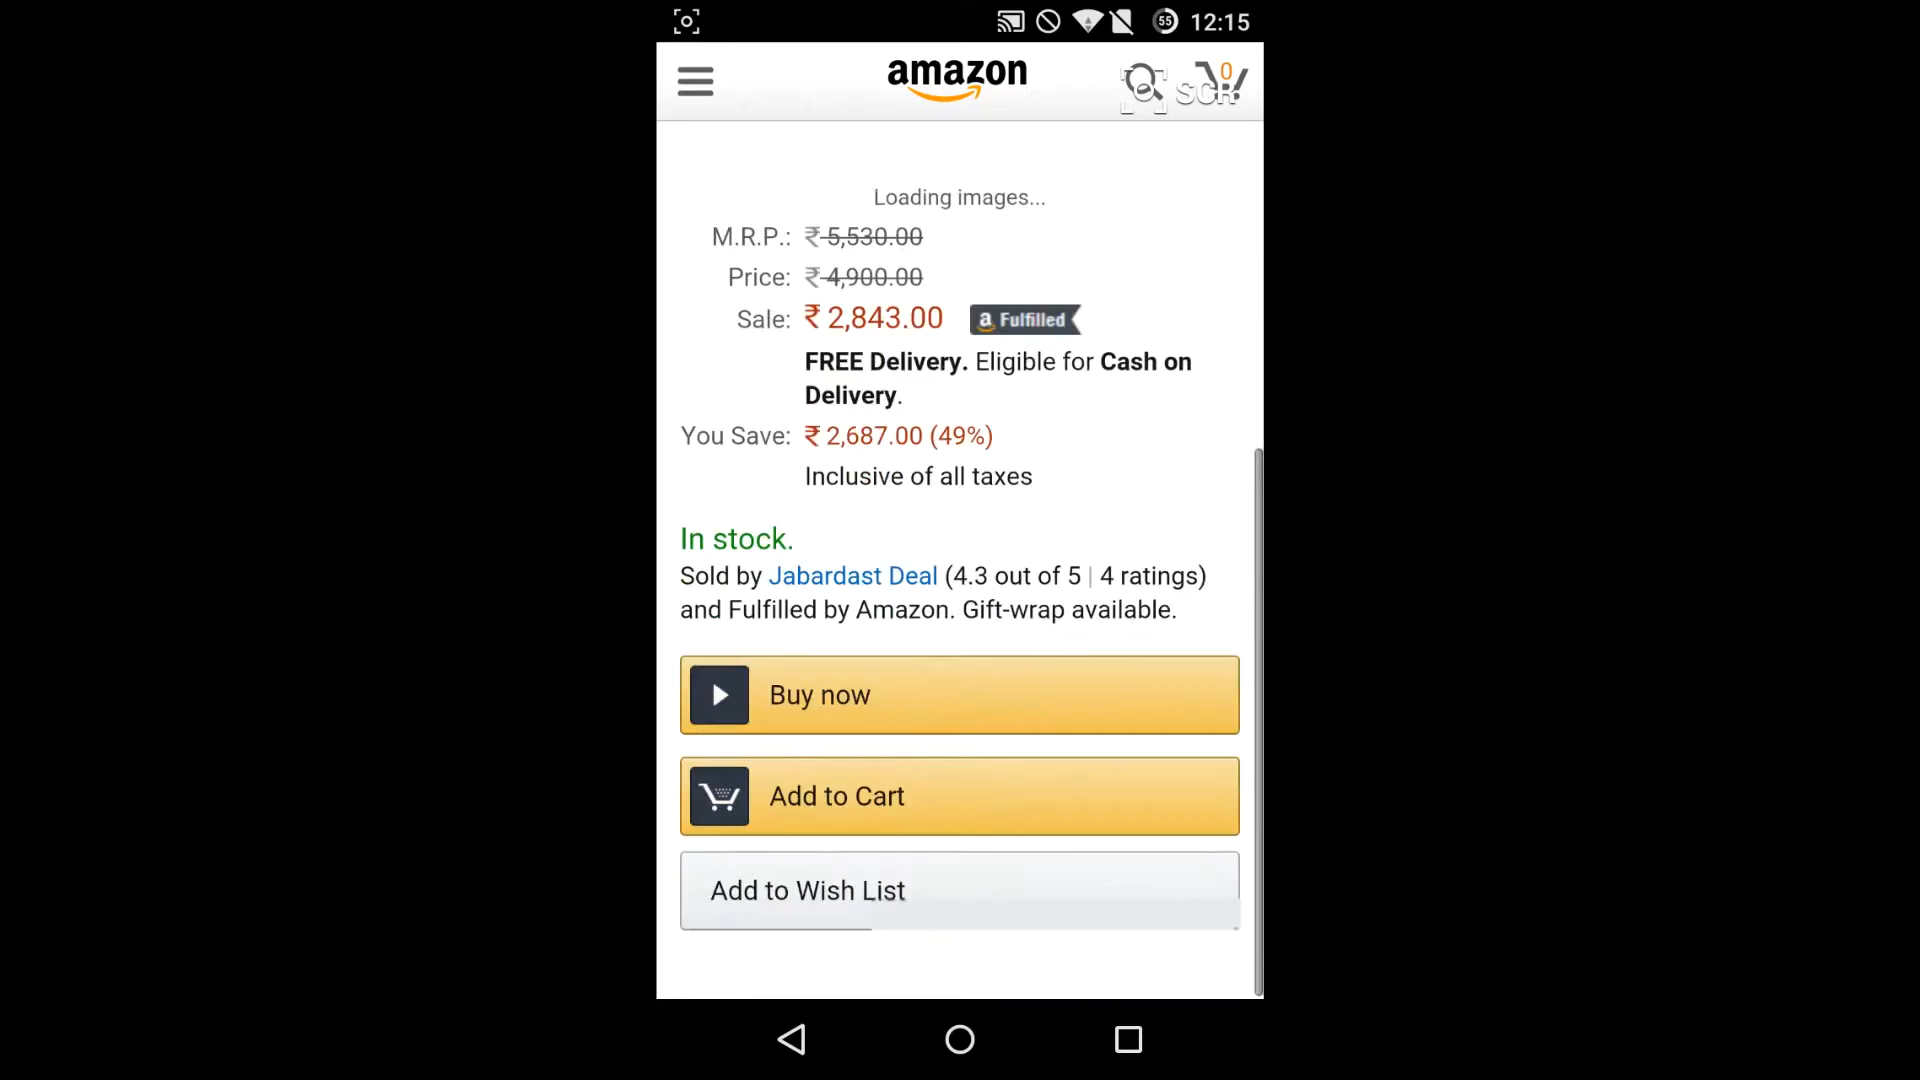 55 12:15
amazon
0
SCR
Loading images...
M.R.P.: ₹ 5,530.00
Price: ₹ 4,900.00
Sale: ₹ 2,843.00 a Fulfilled
FREE Delivery. Eligible for Cash on
Delivery.
You Save: ₹ 2,687.00 (49%)
Inclusive of all taxes
In stock.
Sold by Jabardast Deal (4.3 out of 5 | 4 ratings)
and Fulfilled by Amazon. Gift-wrap available.
Buy now
Add to Cart
Add to Wish List